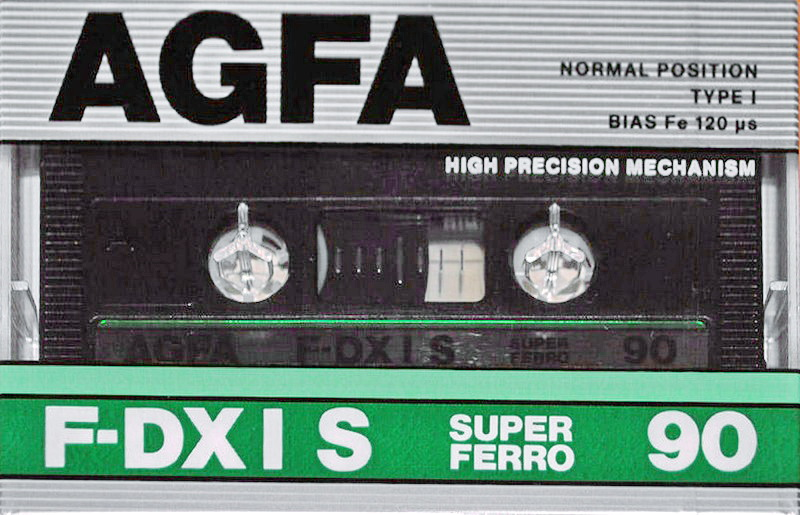 AGFA
NORMAL POSITION
TYPE I
BIAS Fe 120 µs
HIGH PRECISION MECHANISM
AGFA F-DX I S SUPER FERRO 90
F-DX I S SUPER FERRO 90